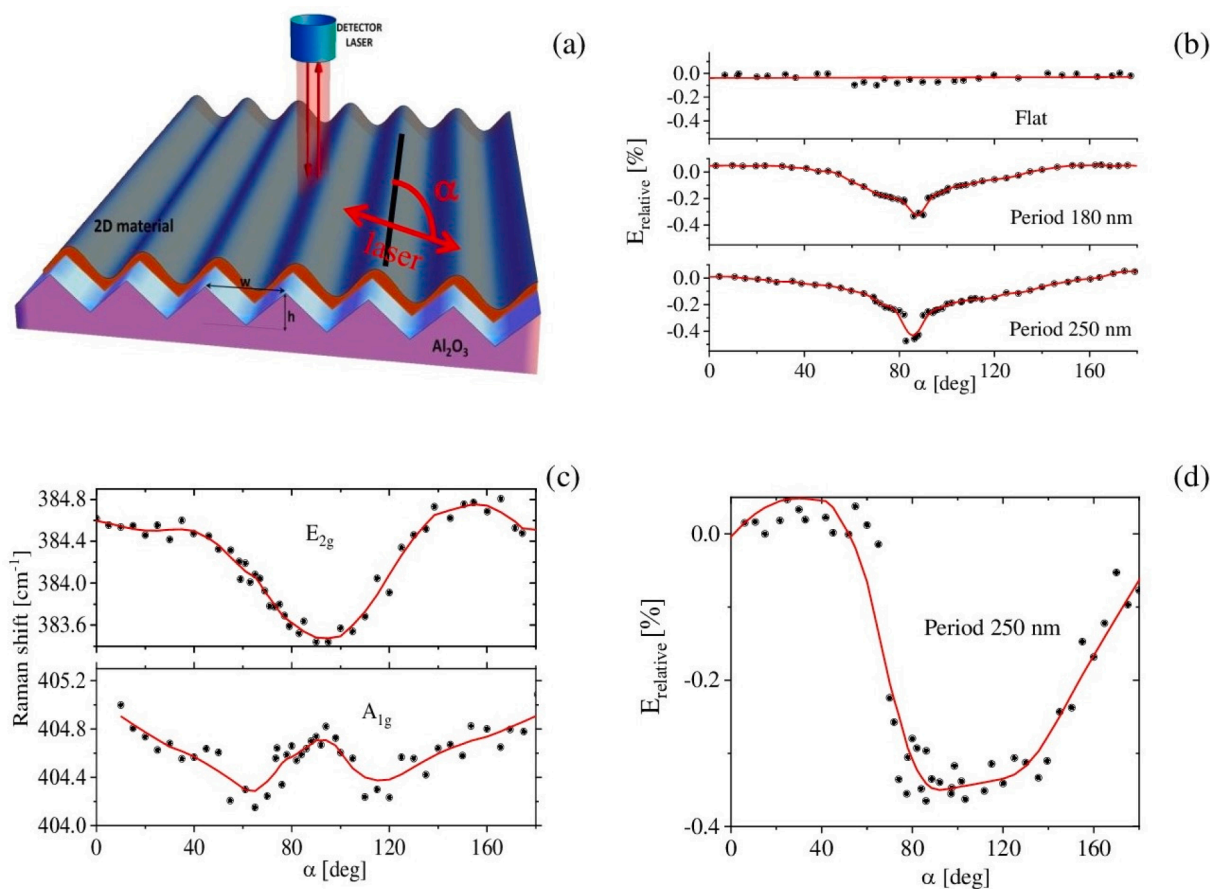 (a)
DETECTOR
LASER
2D material
α
laser
w
h
Al₂O₃
(b)
E_relative [%]
0.0
-0.2
-0.4
Flat
0.0
-0.2
-0.4
Period 180 nm
0.0
-0.2
-0.4
Period 250 nm
0 40 80 120 160
α [deg]
(c)
Raman shift [cm⁻¹]
384.8
384.4
384.0
383.6
E₂g
405.2
404.8
404.4
404.0
A₁g
0 40 80 120 160
α [deg]
(d)
E_relative [%]
0.0
-0.2
-0.4
Period 250 nm
0 40 80 120 160
α [deg]